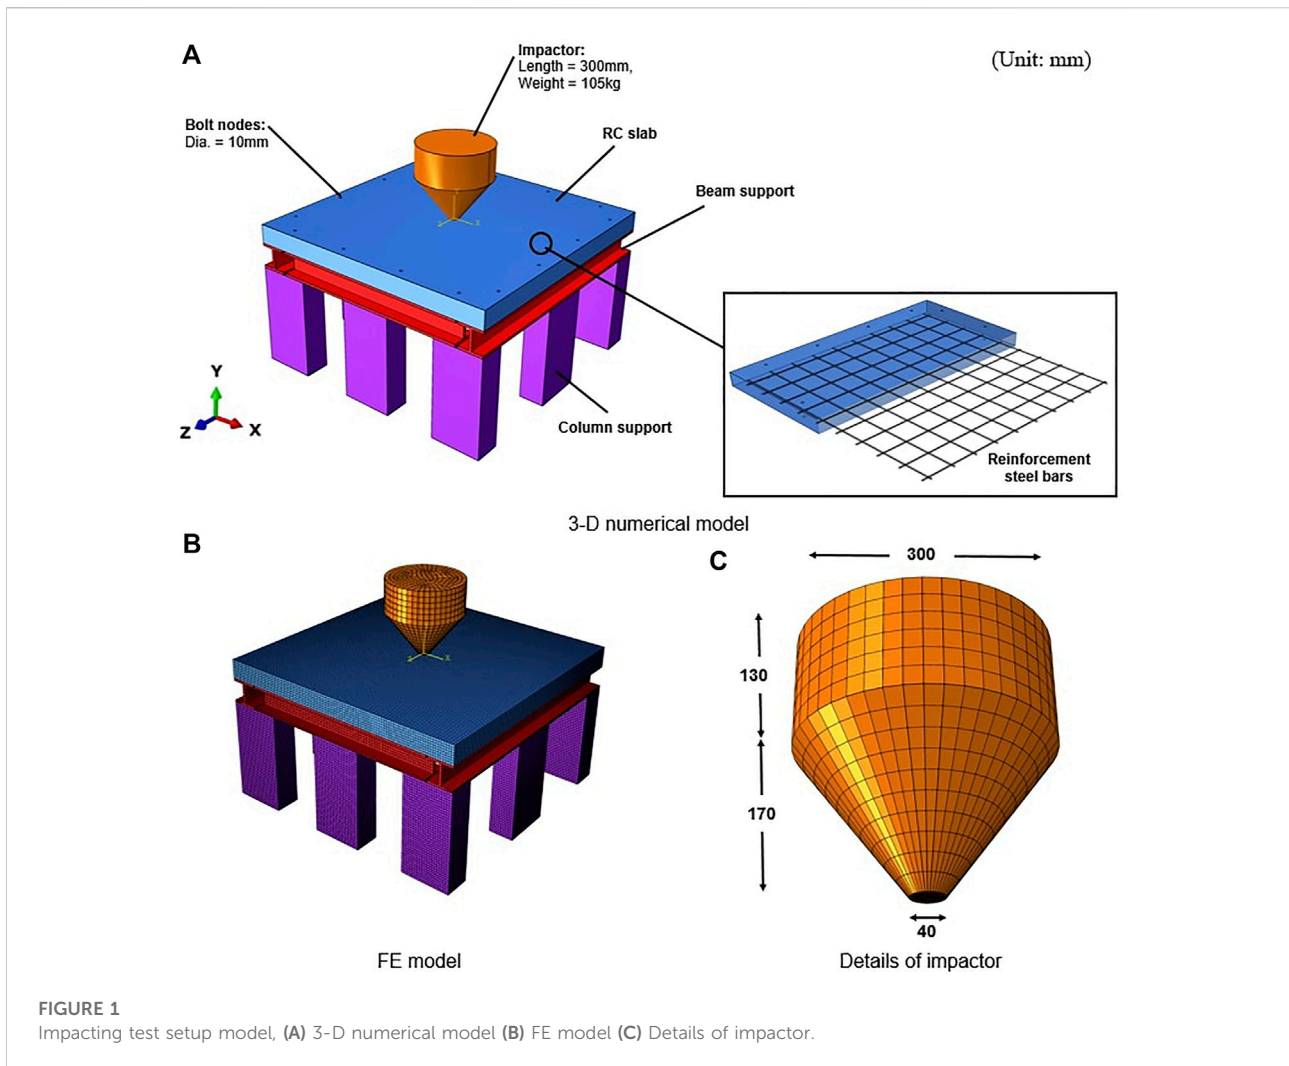 A
Impactor:
Length = 300mm,
Weight = 105kg
(Unit: mm)
Bolt nodes:
Dia. = 10mm
RC slab
Beam support
Y
Z
X
Column support
Reinforcement
steel bars
3-D numerical model
B
C
300
130
170
40
FE model
Details of impactor
FIGURE 1
Impacting test setup model, (A) 3-D numerical model (B) FE model (C) Details of impactor.